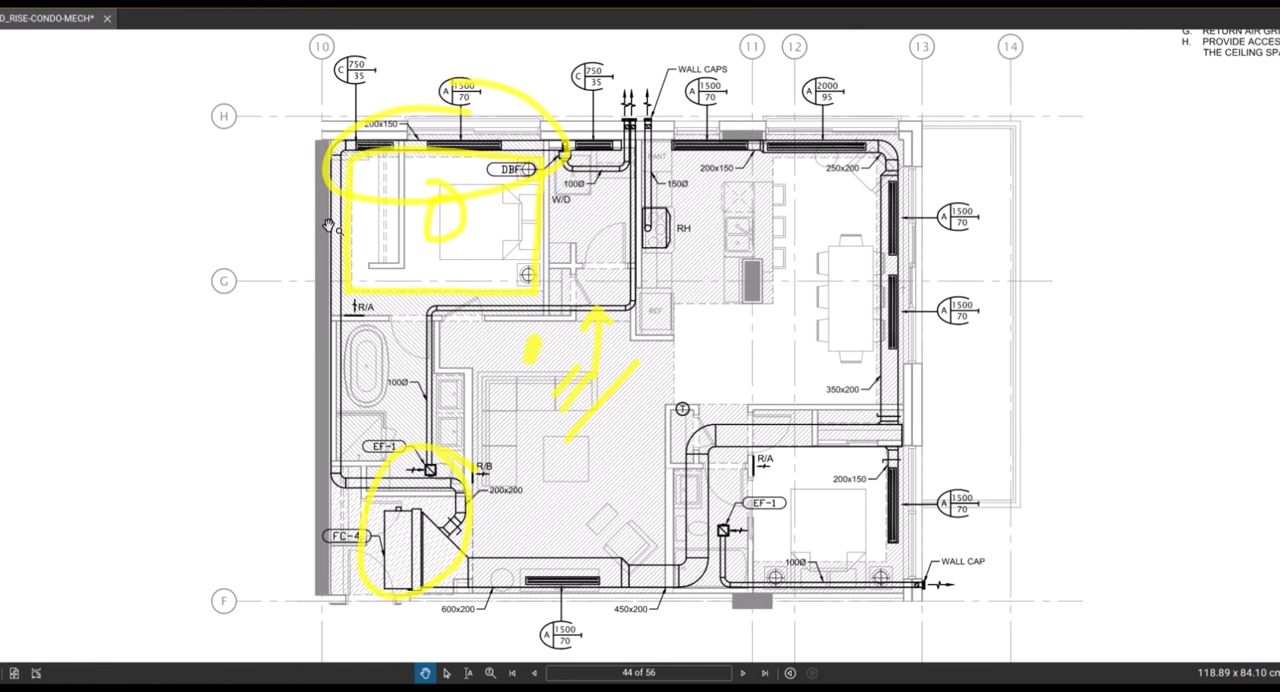 D_RISE-CONDO-MECH* ×
G. RETURN AIR GRI
H. PROVIDE ACCES
THE CEILING SPA
10
11
12
13
14
C 750
35
A 1500
70
C 750
35
WALL CAPS
A 1500
70
A 2000
95
H
200x150
DBF
100Ø
150Ø
PANT
200x150
250x200
W/D
RH
A 1500
70
G
R/A
REF
A 1500
70
100Ø
350x200
T
EF-1
R/B
R/A
200x200
200x150
EF-1
A 1500
70
FC-4
100Ø
WALL CAP
F
600x200
450x200
A 1500
70
44 of 56
118.89 x 84.10 cm